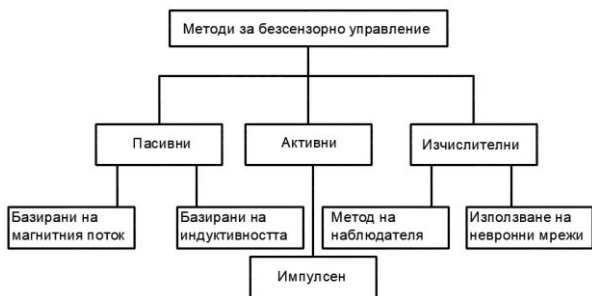 Методи за безсензорно управление
Пасивни
Активни
Изчислителни
Базирани на
магнитния поток
Базирани на
индуктивността
Метод на
наблюдателя
Използване на
невронни мрежи
Импулсен